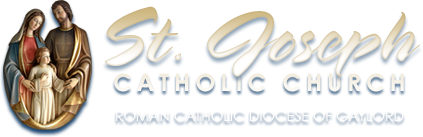 St. Joseph
CATHOLIC CHURCH
ROMAN CATHOLIC DIOCESE OF GAYLORD